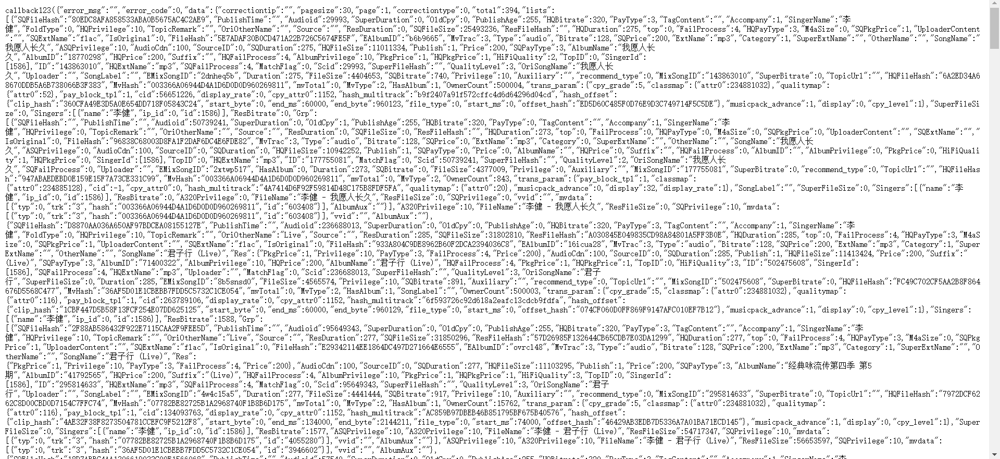 callback123({"error_msg":"","error_code":0,"data":{"correctiontip":"","pagesize":30,"page":1,"correctiontype":0,"total":394,"lists":
[{"SQFileHash":"80EDC8AFA858533ABA0B5675AC4C2AE9","PublishTime":"","Audioid":29993,"SuperDuration":0,"OldCpy":0,"PublishAge":255,"HQBitrate":320,"PayType":3,"TagContent":"","Accompany":1,"SingerName":"李
健","FoldType":0,"HQPrivilege":10,"TopicRemark":"","OriOtherName":"","Source":"","ResDuration":0,"SQFileSize":25493236,"ResFileHash":"","HQDuration":275,"top":0,"FailProcess":4,"HQPayType":3,"M4aSize":0,"SQPkgPrice":1,"UploaderContent
":"","SQExtName":"flac","IsOriginal":0,"FileHash":"5E7ADAF30B0CD471A22B726C5674FE5F","EAlbumID":"b6b9665","MvTrac":3,"Type":"audio","Bitrate":128,"SQPrice":200,"ExtName":"mp3","Category":1,"SuperExtName":"","OtherName":"","SongName":"
我愿人长久","ASQPrivilege":10,"AudioCdn":100,"SourceID":0,"SQDuration":275,"HQFileSize":11011334,"Publish":1,"Price":200,"SQPayType":3,"AlbumName":"我愿人长
久","AlbumID":"18770298","HQPrice":200,"Suffix":"","HQFailProcess":4,"AlbumPrivilege":10,"PkgPrice":1,"HQPkgPrice":1,"HiFiQuality":2,"TopID":0,"SingerId":
[1586],"ID":"143863010","HQExtName":"mp3","SQFailProcess":4,"MatchFlag":0,"Scid":29993,"SuperFileHash":"","QualityLevel":3,"OriSongName":"我愿人长
久","Uploader":"","SongLabel":"","EMixSongID":"2dnheq5b","Duration":275,"FileSize":4404653,"SQBitrate":740,"Privilege":10,"Auxiliary":"","recommend_type":0,"MixSongID":"143863010","SuperBitrate":0,"TopicUrl":"","HQFileHash":"6A2ED34A6
8670DDB5A6B738066B3F383","MvHash":"003366A06944D4A1D6D0D0D960269811","mvTotal":0,"MvType":2,"HasAlbum":1,"OwnerCount":500004,"trans_param":{"cpy_grade":5,"classmap":{"attr0":234881032},"qualitymap":
{"attr0":52},"pay_block_tpl":1,"cid":56651226,"display_rate":0,"cpy_attr0":1152,"hash_multitrack":"b9f2407a91f572cffc4d6d64296d04cd","hash_offset":
{"clip_hash":"360CFA49E3D5A0E654DD718F05843C24","start_byte":0,"end_ms":60000,"end_byte":960123,"file_type":0,"start_ms":0,"offset_hash":"ED5D60C485F0D76E9D3C749714F5C5DE"},"musicpack_advance":1,"display":0,"cpy_level":1},"SuperFileSi
ze":0,"Singers":[{"name":"李健","ip_id":0,"id":1586}],"ResBitrate":0,"Grp":
[{"SQFileHash":"","PublishTime":"","Audioid":50739241,"SuperDuration":0,"OldCpy":1,"PublishAge":255,"HQBitrate":320,"PayType":0,"TagContent":"","Accompany":1,"SingerName":"李
健","HQPrivilege":0,"TopicRemark":"","OriOtherName":"","Source":"","ResDuration":0,"SQFileSize":0,"ResFileHash":"","HQDuration":273,"top":0,"FailProcess":0,"HQPayType":0,"M4aSize":0,"SQPkgPrice":0,"UploaderContent":"","SQExtName":"","
IsOriginal":0,"FileHash":"96838C68003D8FA1F2DAF6DC4E6FDE82","MvTrac":3,"Type":"audio","Bitrate":128,"SQPrice":0,"ExtName":"mp3","Category":0,"SuperExtName":"","OtherName":"","SongName":"我愿人长
久","ASQPrivilege":0,"AudioCdn":100,"SourceID":0,"SQDuration":0,"HQFileSize":10942252,"Publish":1,"SQPayType":0,"Price":0,"AlbumName":"","HQPrice":0,"Suffix":"","HQFailProcess":0,"AlbumID":"","AlbumPrivilege":0,"PkgPrice":0,"HiFiQuali
ty":1,"HQPkgPrice":0,"SingerId":[1586],"TopID":0,"HQExtName":"mp3","ID":"177755081","MatchFlag":0,"Scid":50739241,"SuperFileHash":"","QualityLevel":2,"OriSongName":"我愿人长
久","SQFailProcess":0,"Uploader":"","EMixSongID":"2xtwp517","HasAlbum":0,"Duration":273,"SQBitrate":0,"FileSize":4377009,"Privilege":0,"Auxiliary":"","MixSongID":"177755081","SuperBitrate":0,"recommend_type":0,"TopicUrl":"","HQFileHas
h":"947ABAEDEBD0E159E15F7A73CE331C99","MvHash":"003366A06944D4A1D6D0D0D960269811","mvTotal":0,"MvType":2,"OwnerCount":843,"trans_param":{"pay_block_tpl":1,"classmap":
{"attr0":234885128},"cid":-1,"cpy_attr0":0,"hash_multitrack":"4A7414D6F92F59814D48C175B8FDF5FA","qualitymap":{"attr0":20},"musicpack_advance":0,"display":32,"display_rate":1},"SongLabel":"","SuperFileSize":0,"Singers":[{"name":"李
健","ip_id":0,"id":1586}],"ResBitrate":0,"A320Privilege":0,"FileName":"李健 - 我愿人长久","ResFileSize":0,"SQPrivilege":0,"vvid":"","mvdata":
[{"typ":0,"trk":"3","hash":"003366A06944D4A1D6D0D0D960269811","id":"603408"}],"AlbumAux":""}],"A320Privilege":10,"FileName":"李健 - 我愿人长久","ResFileSize":0,"SQPrivilege":10,"mvdata":
[{"typ":0,"trk":"3","hash":"003366A06944D4A1D6D0D0D960269811","id":"603408"}],"vvid":"","AlbumAux":""},
{"SQFileHash":"D8870AA036A650AF97BDCEA08155127E","PublishTime":"","Audioid":236688013,"SuperDuration":0,"OldCpy":0,"PublishAge":0,"HQBitrate":320,"PayType":3,"TagContent":"","Accompany":1,"SingerName":"李
健","FoldType":0,"HQPrivilege":10,"TopicRemark":"","OriOtherName":"Live","Source":"","ResDuration":285,"SQFileSize":31802810,"ResFileHash":"A030845E049835CD98A84801A5FF3B0E","HQDuration":285,"top":0,"FailProcess":4,"HQPayType":3,"M4aS
ize":0,"SQPkgPrice":1,"UploaderContent":"","SQExtName":"flac","IsOriginal":0,"FileHash":"933A804C9DE8962B60F2DCA2394036C8","EAlbumID":"16icua28","MvTrac":3,"Type":"audio","Bitrate":128,"SQPrice":200,"ExtName":"mp3","Category":1,"Super
ExtName":"","OtherName":"","SongName":"君子行 (Live)","Res":{"PkgPrice":1,"Privilege":10,"PayType":3,"FailProcess":4,"Price":200},"AudioCdn":100,"SourceID":0,"SQDuration":285,"Publish":1,"HQFileSize":11413424,"Price":200,"Suffix":"
(Live)","SQPayType":3,"AlbumID":"71400322","AlbumPrivilege":10,"HQPrice":200,"AlbumName":"君子行 (Live)","HQFailProcess":4,"PkgPrice":1,"HQPkgPrice":1,"TopID":0,"HiFiQuality":3,"ID":"502475608","SingerId":
[1586],"SQFailProcess":4,"HQExtName":"mp3","Uploader":"","MatchFlag":0,"Scid":236688013,"SuperFileHash":"","QualityLevel":3,"OriSongName":"君子
行","SuperFileSize":0,"Duration":285,"EMixSongID":"8b5snsd0","FileSize":4565574,"Privilege":10,"SQBitrate":891,"Auxiliary":"","recommend_type":0,"TopicUrl":"","MixSongID":"502475608","SuperBitrate":0,"HQFileHash":"FC49C702CF5AA2B8F864
676D5568C477","MvHash":"36AF5D01E1CBEBB7FDD5C5732C1CE054","mvTotal":0,"MvType":2,"HasAlbum":1,"SongLabel":"","OwnerCount":500003,"trans_param":{"cpy_grade":5,"classmap":{"attr0":234881032},"qualitymap":
{"attr0":116},"pay_block_tpl":1,"cid":263789106,"display_rate":0,"cpy_attr0":1152,"hash_multitrack":"6f593726c92d618a2eafc13cdcb9fdfa","hash_offset":
{"clip_hash":"1CBF447D5B58F13FCF254E07DD625125","start_byte":0,"end_ms":60000,"end_byte":960129,"file_type":0,"start_ms":0,"offset_hash":"074CF060D0FF869F9147AFC010EF7B12"},"musicpack_advance":1,"display":0,"cpy_level":1},"Singers":
[{"name":"李健","ip_id":0,"id":1586}],"ResBitrate":1588,"Grp":
[{"SQFileHash":"2F88AB586432F922E7115CAA2F9FEE5D","PublishTime":"","Audioid":95649343,"SuperDuration":0,"OldCpy":0,"PublishAge":255,"HQBitrate":320,"PayType":3,"TagContent":"","Accompany":1,"SingerName":"李
健","HQPrivilege":10,"TopicRemark":"","OriOtherName":"Live","Source":"","ResDuration":277,"SQFileSize":31850296,"ResFileHash":"57D26985F132644CB65CDB7E03DA1299","HQDuration":277,"top":0,"FailProcess":4,"HQPayType":3,"M4aSize":0,"SQPkg
Price":1,"UploaderContent":"","SQExtName":"flac","IsOriginal":0,"FileHash":"E29342114EE1864DC497D271664E6555","EAlbumID":"ovrcl48","MvTrac":3,"Type":"audio","Bitrate":128,"SQPrice":200,"ExtName":"mp3","Category":1,"SuperExtName":"","O
therName":"","SongName":"君子行 (Live)","Res":
{"PkgPrice":1,"Privilege":10,"PayType":3,"FailProcess":4,"Price":200},"AudioCdn":100,"SourceID":0,"SQDuration":277,"HQFileSize":11103295,"Publish":1,"Price":200,"SQPayType":3,"AlbumName":"经典咏流传第四季 第5
期","AlbumID":"41792565","HQPrice":200,"Suffix":"(Live)","HQFailProcess":4,"AlbumPrivilege":10,"PkgPrice":1,"HQPkgPrice":1,"HiFiQuality":3,"TopID":0,"SingerId":
[1586],"ID":"295814633","HQExtName":"mp3","SQFailProcess":4,"MatchFlag":0,"Scid":95649343,"SuperFileHash":"","QualityLevel":3,"OriSongName":"君子
行","Uploader":"","SongLabel":"","EMixSongID":"4w4c15a5","Duration":277,"FileSize":4441444,"SQBitrate":917,"Privilege":10,"Auxiliary":"","recommend_type":0,"MixSongID":"295814633","SuperBitrate":0,"TopicUrl":"","HQFileHash":"7972DCF62
62C8D00CBD0D7154C7FFC74","MvHash":"07782BE82725B1A2968740F1B8B6D175","mvTotal":0,"MvType":2,"HasAlbum":1,"OwnerCount":15762,"trans_param":{"cpy_grade":5,"classmap":{"attr0":234881032},"qualitymap":
{"attr0":116},"pay_block_tpl":1,"cid":134093763,"display_rate":0,"cpy_attr0":1152,"hash_multitrack":"AC859B97DBEB46B851795BF675B40576","hash_offset":
{"clip_hash":"4AE32F38F8273504781CCEFC9F5212F8","start_byte":0,"end_ms":134000,"end_byte":2144211,"file_type":0,"start_ms":74000,"offset_hash":"46429AB3EDB7D5336A7A01BA71ECD145"},"musicpack_advance":1,"display":0,"cpy_level":1},"Super
FileSize":0,"Singers":[{"name":"李健","ip_id":0,"id":1586}],"ResBitrate":1577,"ASQPrivilege":10,"A320Privilege":10,"FileName":"李健 - 君子行 (Live)","ResFileSize":54717347,"SQPrivilege":10,"mvdata":
[{"typ":0,"trk":"3","hash":"07782BE82725B1A2968740F1B8B6D175","id":"4055280"}],"vvid":"","AlbumAux":""}],"ASQPrivilege":10,"A320Privilege":10,"FileName":"李健 - 君子行 (Live)","ResFileSize":56653597,"SQPrivilege":10,"mvdata":
[{"typ":0,"trk":"3","hash":"36AF5D01E1CBEBB7FDD5C5732C1CE054","id":"3946602"}],"vvid":"","AlbumAux":""},